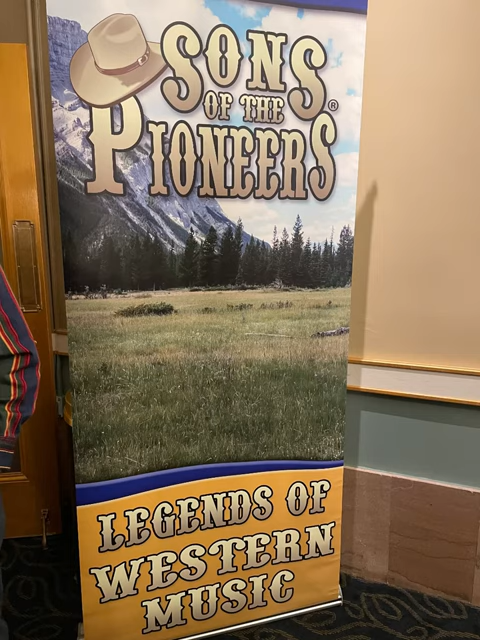 SONS
OF THE
PIONEERS®
LEGENDS OF
WESTERN
MUSIC